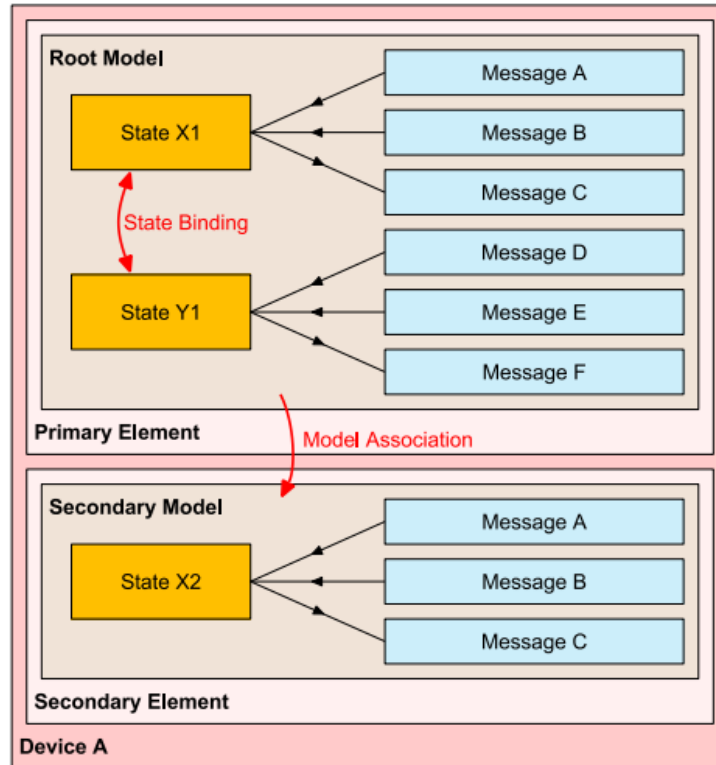 Root Model
Message A
State X1
Message B
Message C
State Binding
Message D
State Y1
Message E
Message F
Primary Element
Model Association
Secondary Model
Message A
State X2
Message B
Message C
Secondary Element
Device A